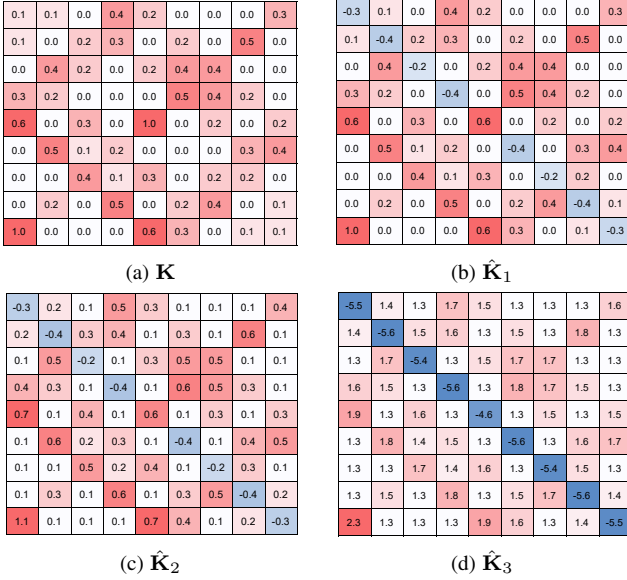 0.1 0.1 0.0 0.4 0.2 0.0 0.0 0.0 0.3
0.1 0.0 0.2 0.3 0.0 0.2 0.0 0.5 0.0
0.0 0.4 0.2 0.0 0.2 0.4 0.4 0.0 0.0
0.3 0.2 0.0 0.0 0.0 0.5 0.4 0.0 0.0
0.6 0.0 0.3 0.0 1.0 0.0 0.2 0.0 0.2
0.0 0.5 0.1 0.2 0.0 0.0 0.0 0.3 0.4
0.0 0.0 0.4 0.1 0.3 0.0 0.2 0.2 0.0
0.0 0.2 0.0 0.5 0.0 0.2 0.4 0.0 0.1
1.0 0.0 0.0 0.0 0.6 0.3 0.0 0.1 0.1
(a) K
-0.3 0.1 0.0 0.4 0.2 0.0 0.0 0.0 0.3
0.1 -0.4 0.2 0.3 0.0 0.2 0.0 0.5 0.0
0.0 0.4 -0.2 0.0 0.2 0.4 0.4 0.0 0.0
0.3 0.2 0.0 -0.4 0.0 0.5 0.4 0.0 0.0
0.6 0.0 0.3 0.0 0.6 0.0 0.2 0.0 0.2
0.0 0.5 0.1 0.2 0.0 -0.4 0.0 0.3 0.4
0.0 0.0 0.4 0.1 0.3 0.0 -0.2 0.2 0.0
0.0 0.2 0.0 0.5 0.0 0.2 0.4 -0.4 0.1
1.0 0.0 0.0 0.0 0.6 0.3 0.0 0.1 -0.3
(b) K̂₁
-0.3 0.2 0.1 0.5 0.3 0.1 0.1 0.1 0.4
0.2 -0.4 0.3 0.4 0.1 0.3 0.1 0.6 0.1
0.1 0.5 -0.2 0.1 0.3 0.5 0.5 0.1 0.1
0.4 0.3 0.1 -0.4 0.1 0.6 0.5 0.1 0.1
0.7 0.1 0.4 0.1 0.6 0.1 0.3 0.1 0.3
0.1 0.6 0.2 0.3 0.1 -0.4 0.1 0.4 0.5
0.1 0.1 0.5 0.2 0.4 0.1 -0.2 0.3 0.1
0.1 0.3 0.1 0.6 0.1 0.3 0.5 -0.4 0.2
1.1 0.1 0.1 0.1 0.7 0.4 0.1 0.2 -0.3
(c) K̂₂
-5.5 1.4 1.3 1.7 1.5 1.3 1.3 1.3 1.6
1.4 -5.6 1.5 1.6 1.3 1.5 1.3 1.8 1.3
1.3 1.7 -5.4 1.3 1.5 1.7 1.7 1.3 1.3
1.6 1.5 1.3 -5.6 1.3 1.8 1.7 1.3 1.3
1.9 1.3 1.6 1.3 -4.6 1.3 1.5 1.3 1.5
1.3 1.8 1.4 1.5 1.3 -5.6 1.3 1.6 1.7
1.3 1.3 1.7 1.4 1.6 1.3 -5.4 1.5 1.3
1.3 1.5 1.3 1.8 1.3 1.5 1.7 -5.6 1.4
2.3 1.3 1.3 1.3 1.9 1.6 1.3 1.4 -5.5
(d) K̂₃